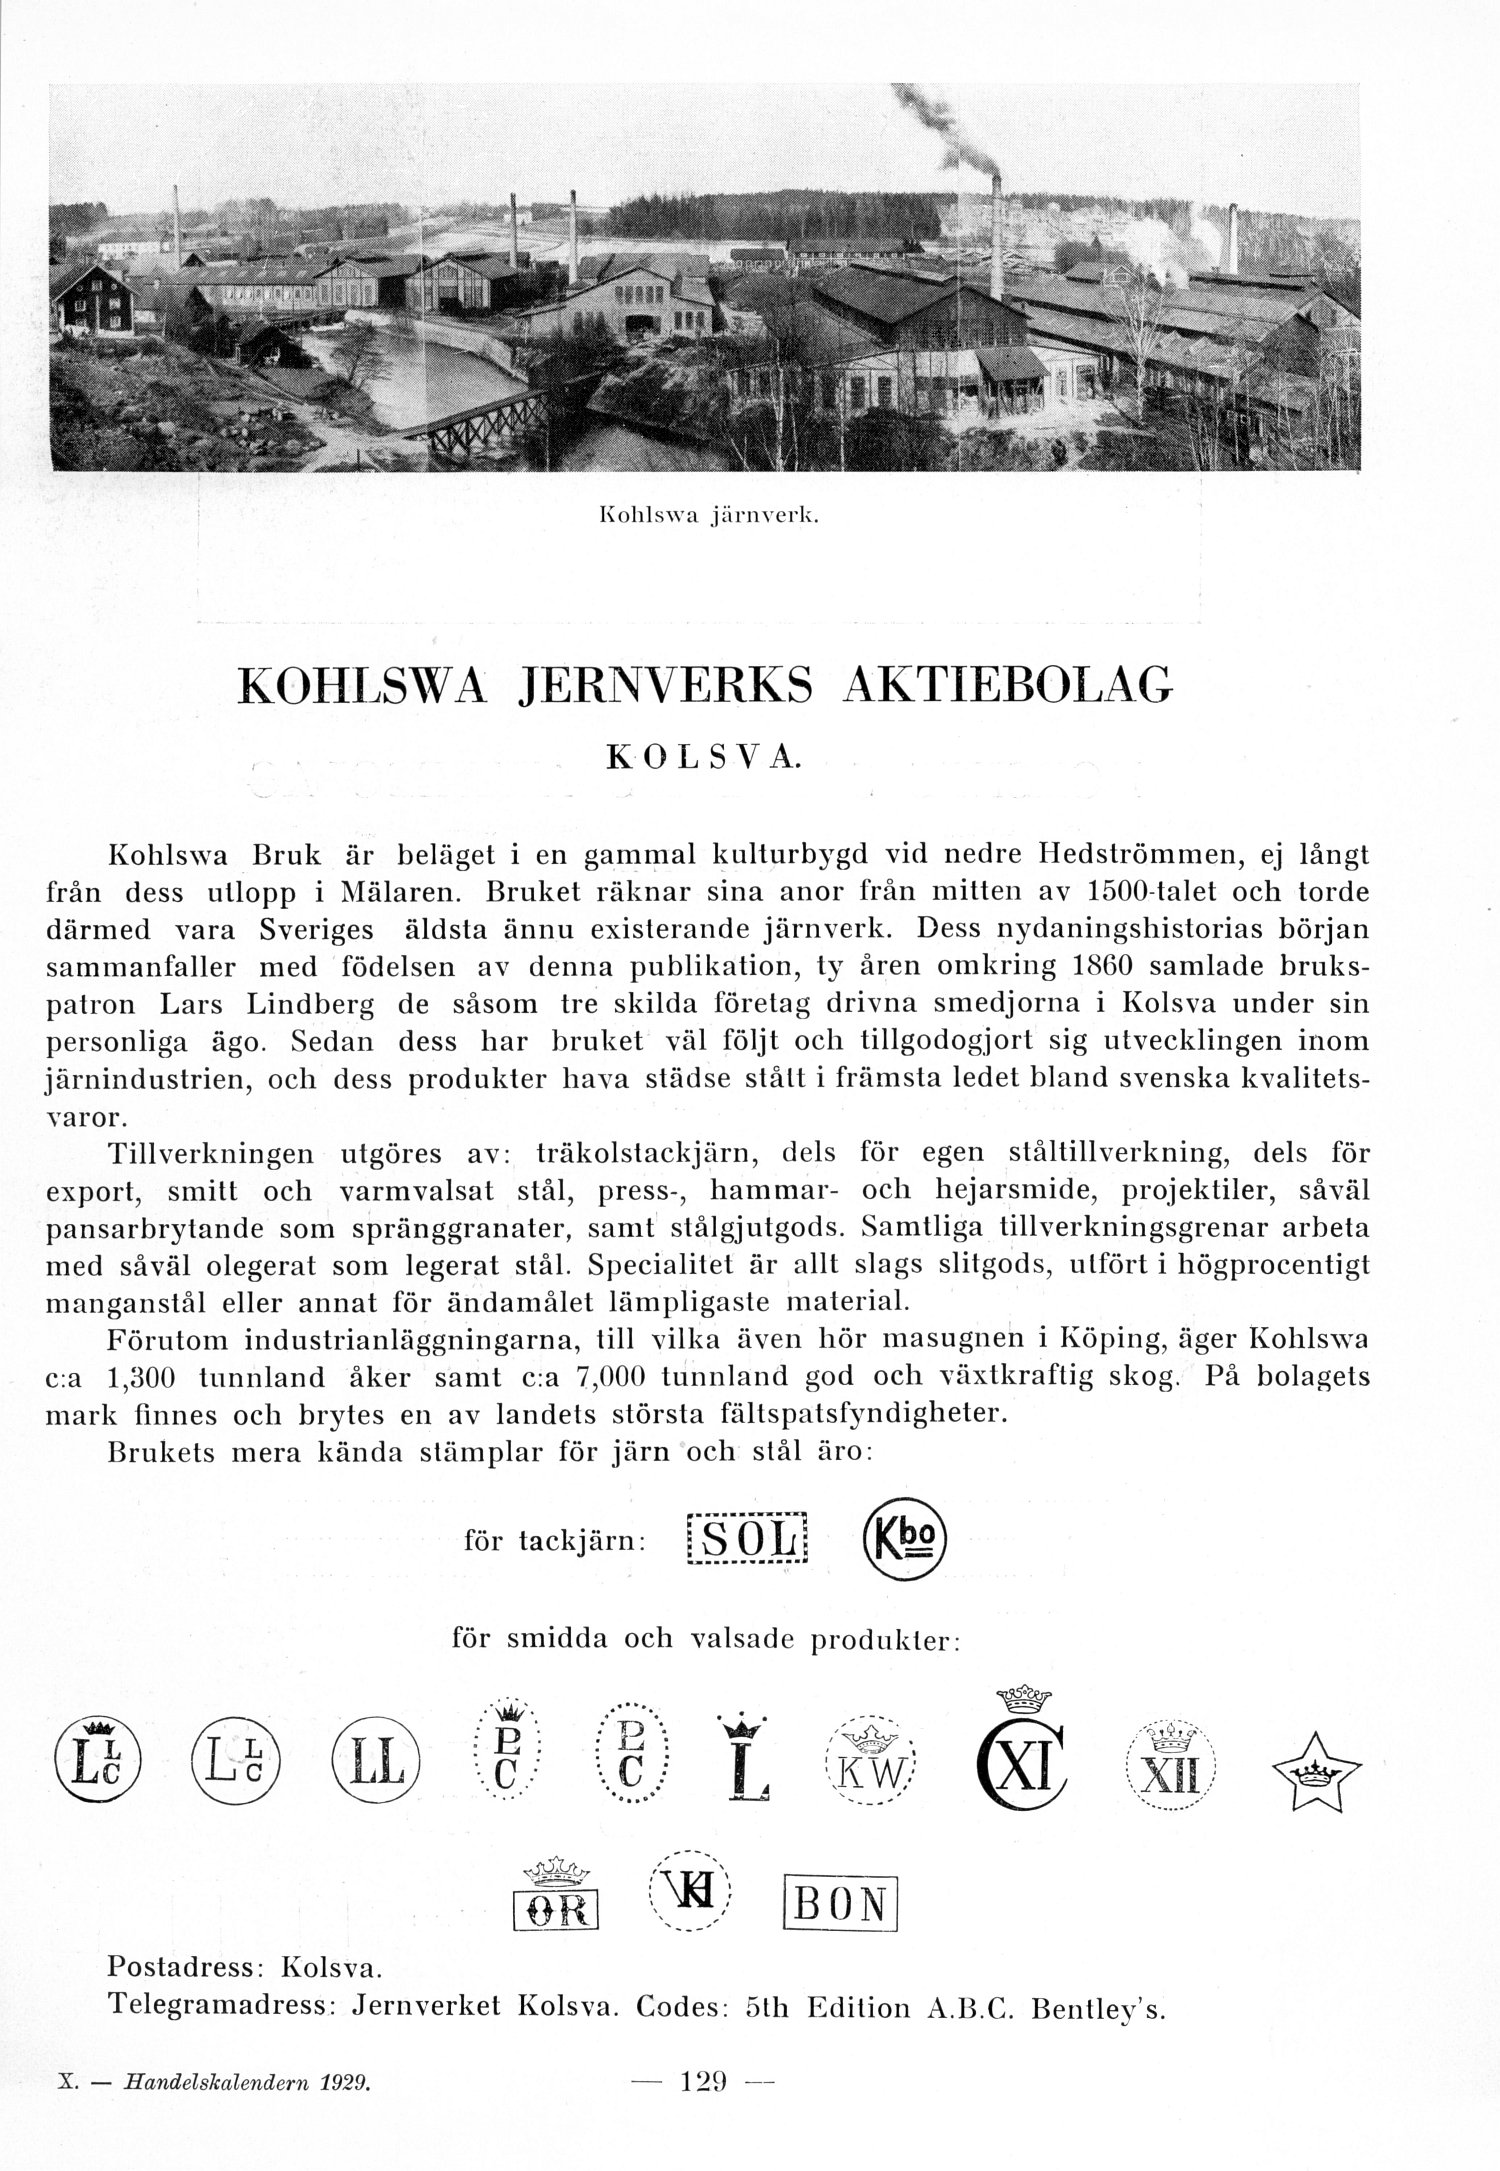 Kohlswa järnverk.
KOHLSWA JERNVERKS AKTIEBOLAG
KOLSVA.
Kohlswa Bruk är beläget i en gammal kulturbygd vid nedre Hedströmmen, ej långt
från dess utlopp i Mälaren. Bruket räknar sina anor från mitten av 1500-talet och torde
därmed vara Sveriges äldsta ännu existerande järnverk. Dess nydaningshistorias början
sammanfaller med födelsen av denna publikation, ty åren omkring 1860 samlade bruks-
patron Lars Lindberg de såsom tre skilda företag drivna smedjorna i Kolsva under sin
personliga ägo. Sedan dess har bruket väl följt och tillgodogjort sig utvecklingen inom
järnindustrien, och dess produkter hava städse stått i främsta ledet bland svenska kvalitets-
varor.
Tillverkningen utgöres av: träkolstackjärn, dels för egen ståltillverkning, dels för
export, smitt och varmvalsat stål, press-, hammar- och hejarsmide, projektiler, såväl
pansarbrytande som spränggranater, samt stålgjutgods. Samtliga tillverkningsgrenar arbeta
med såväl olegerat som legerat stål. Specialitet är allt slags slitgods, utfört i högprocentigt
manganstål eller annat för ändamålet lämpligaste material.
Förutom industrianläggningarna, till vilka även hör masugnen i Köping, äger Kohlswa
c:a 1,300 tunnland åker samt c:a 7,000 tunnland god och växtkraftig skog. På bolagets
mark finnes och brytes en av landets största fältspatsfyndigheter.
Brukets mera kända stämplar för järn och stål äro:
för tackjärn: SOL Kbo
för smidda och valsade produkter:
LLC LLC LL PC PC L KW CXI XII
OR VKH BON
Postadress: Kolsva.
Telegramadress: Jernverket Kolsva. Codes: 5th Edition A.B.C. Bentley's.
X. — Handelskalendern 1929.
— 129 —